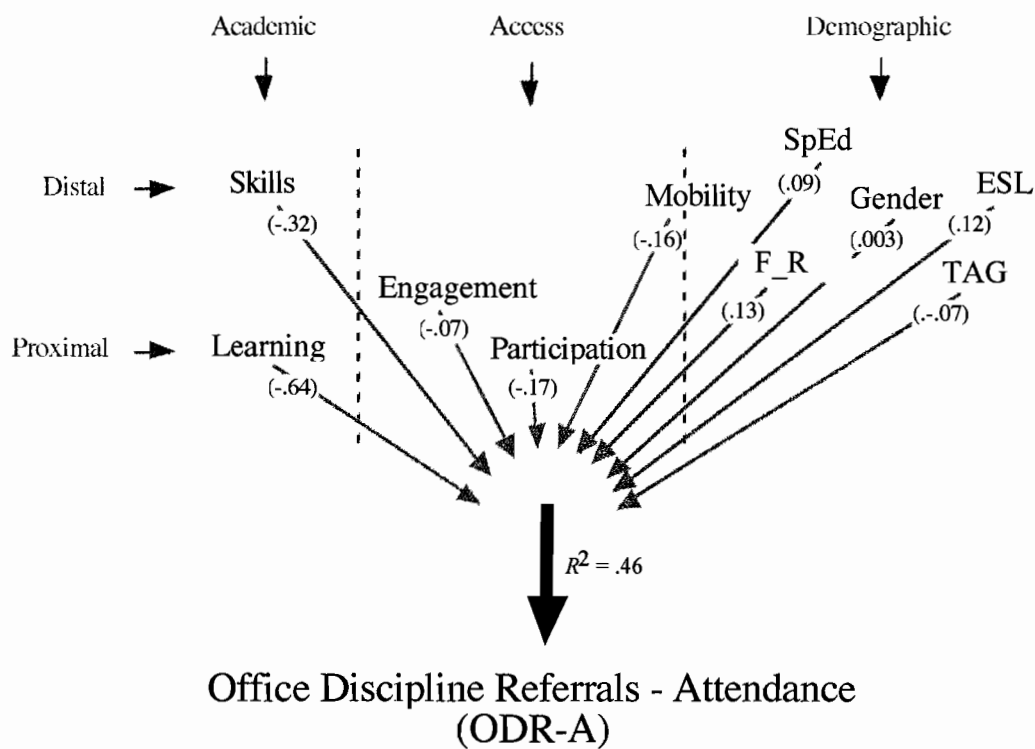 Academic
Access
Demographic
SpEd
(.09)
Distal
Skills
(-.32)
Mobility
(-.16)
Gender
(.003)
ESL
(.12)
F_R
(.13)
TAG
(.-.07)
Engagement
(-.07)
Proximal
Learning
(-.64)
Participation
(-.17)
R² = .46
Office Discipline Referrals - Attendance
(ODR-A)